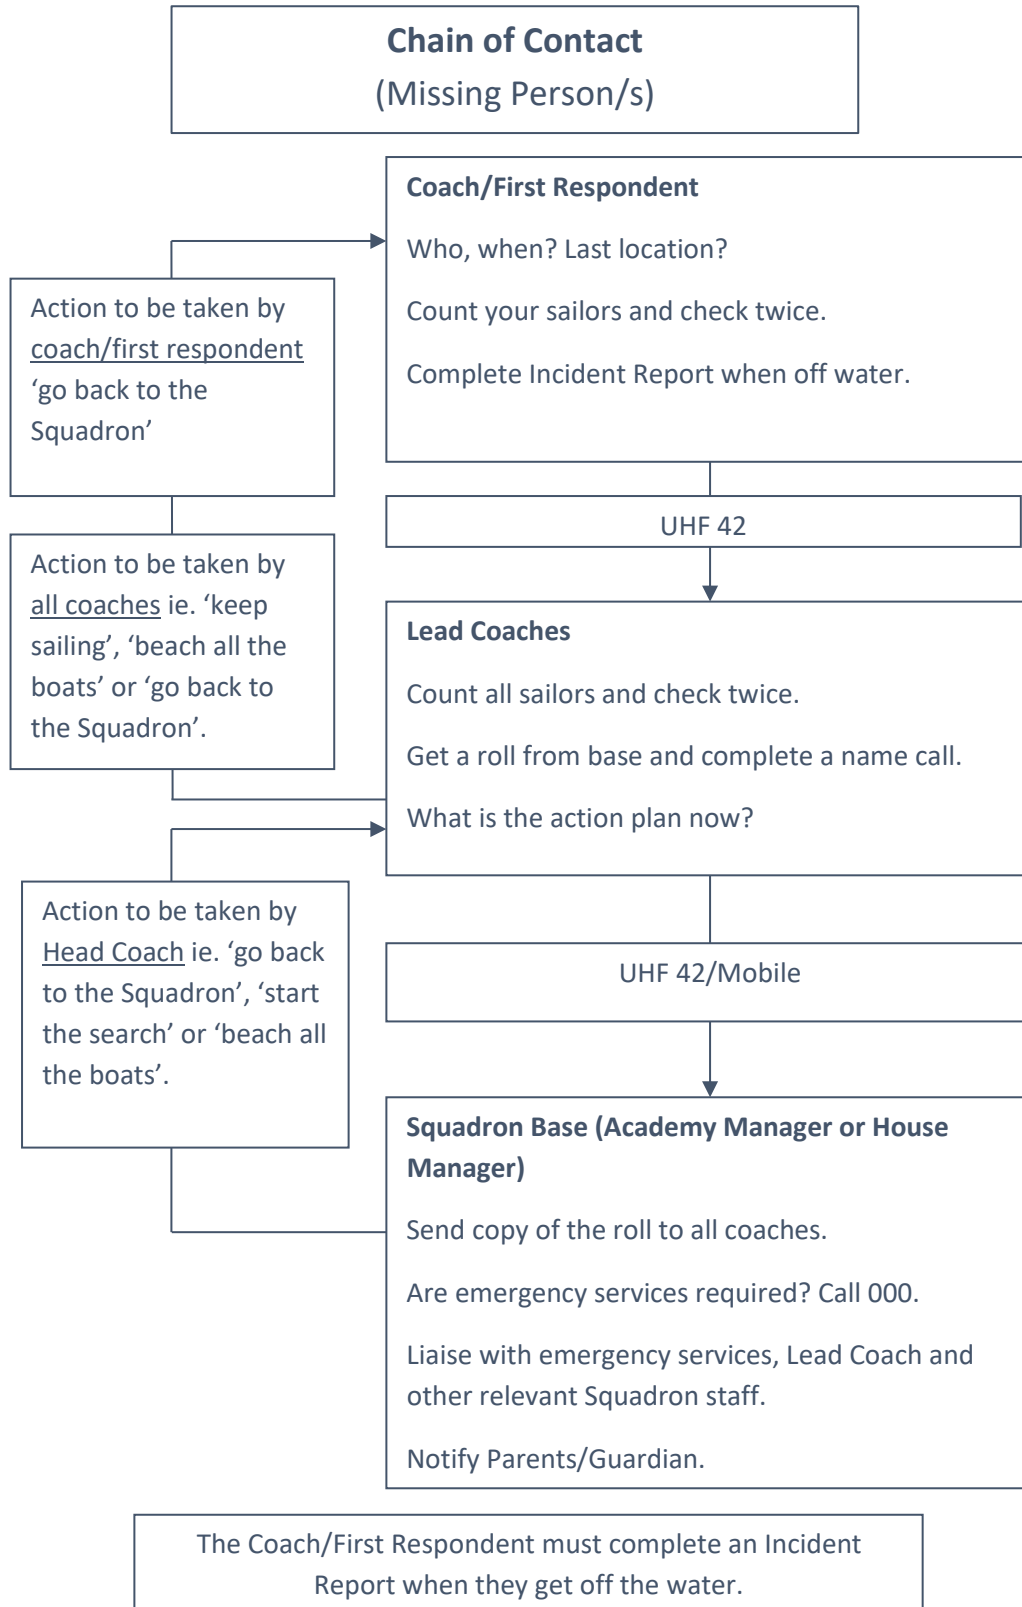 Chain of Contact
(Missing Person/s)
Coach/First Respondent
Who, when? Last location?
Count your sailors and check twice.
Complete Incident Report when off water.
Action to be taken by
coach/first respondent
‘go back to the
Squadron’
UHF 42
Action to be taken by
all coaches ie. ‘keep
sailing’, ‘beach all the
boats’ or ‘go back to
the Squadron’.
Lead Coaches
Count all sailors and check twice.
Get a roll from base and complete a name call.
What is the action plan now?
Action to be taken by
Head Coach ie. ‘go back
to the Squadron’, ‘start
the search’ or ‘beach all
the boats’.
UHF 42/Mobile
Squadron Base (Academy Manager or House
Manager)
Send copy of the roll to all coaches.
Are emergency services required? Call 000.
Liaise with emergency services, Lead Coach and
other relevant Squadron staff.
Notify Parents/Guardian.
The Coach/First Respondent must complete an Incident
Report when they get off the water.